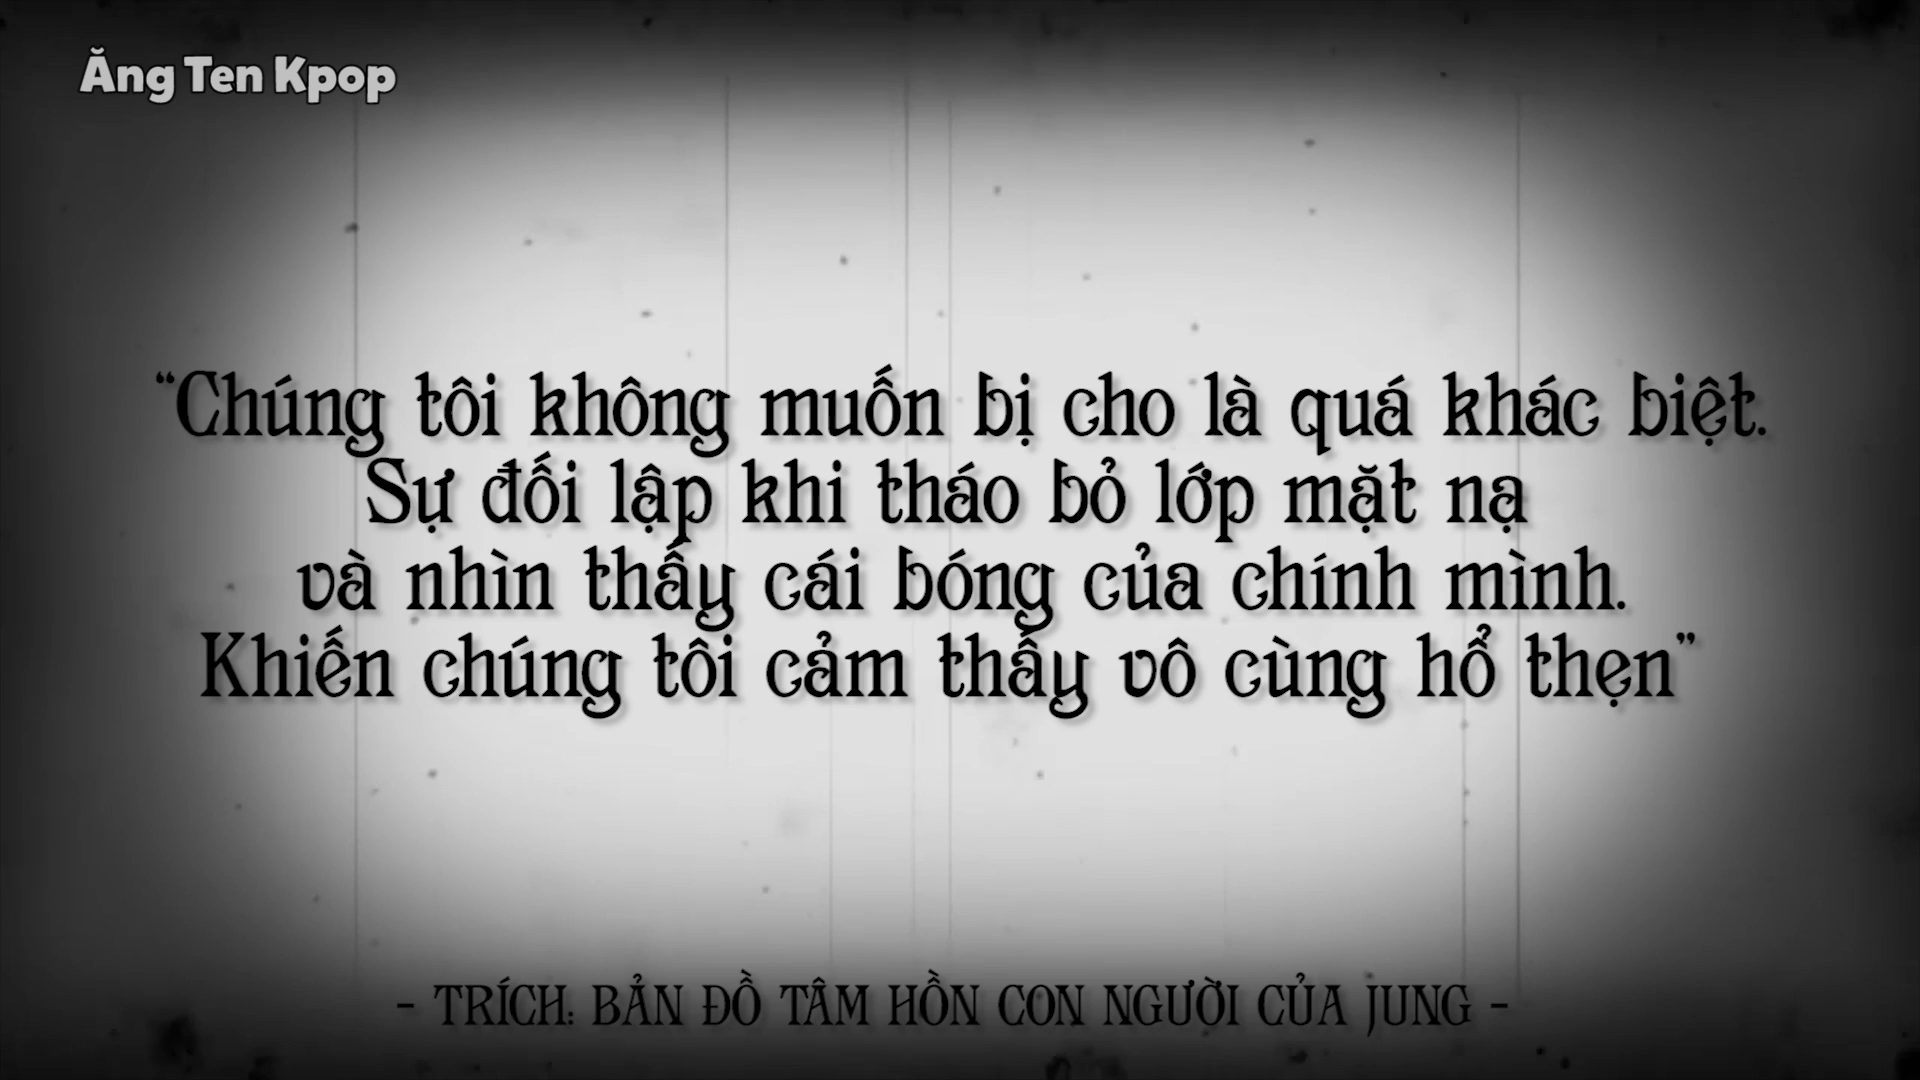 Ăng Ten Kpop
“Chúng tôi không muốn bị cho là quá khác biệt.
Sự đối lập khi tháo bỏ lớp mặt nạ
và nhìn thấy cái bóng của chính mình.
Khiến chúng tôi cảm thấy vô cùng hổ thẹn”
- TRÍCH: BẢN ĐỒ TÂM HỒN CON NGƯỜI CỦA JUNG -